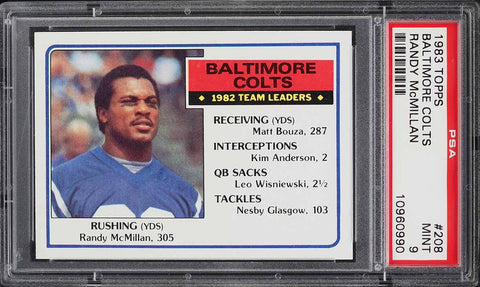 BALTIMORE
COLTS
◆ 1982 TEAM LEADERS ◆
RECEIVING (YDS)
Matt Bouza, 287
INTERCEPTIONS
Kim Anderson, 2
QB SACKS
Leo Wisniewski, 2½
TACKLES
Nesby Glasgow, 103
RUSHING (YDS)
Randy McMillan, 305
1983 TOPPS
BALTIMORE COLTS
RANDY McMILLAN
PSA
#208
MINT
9
10960990